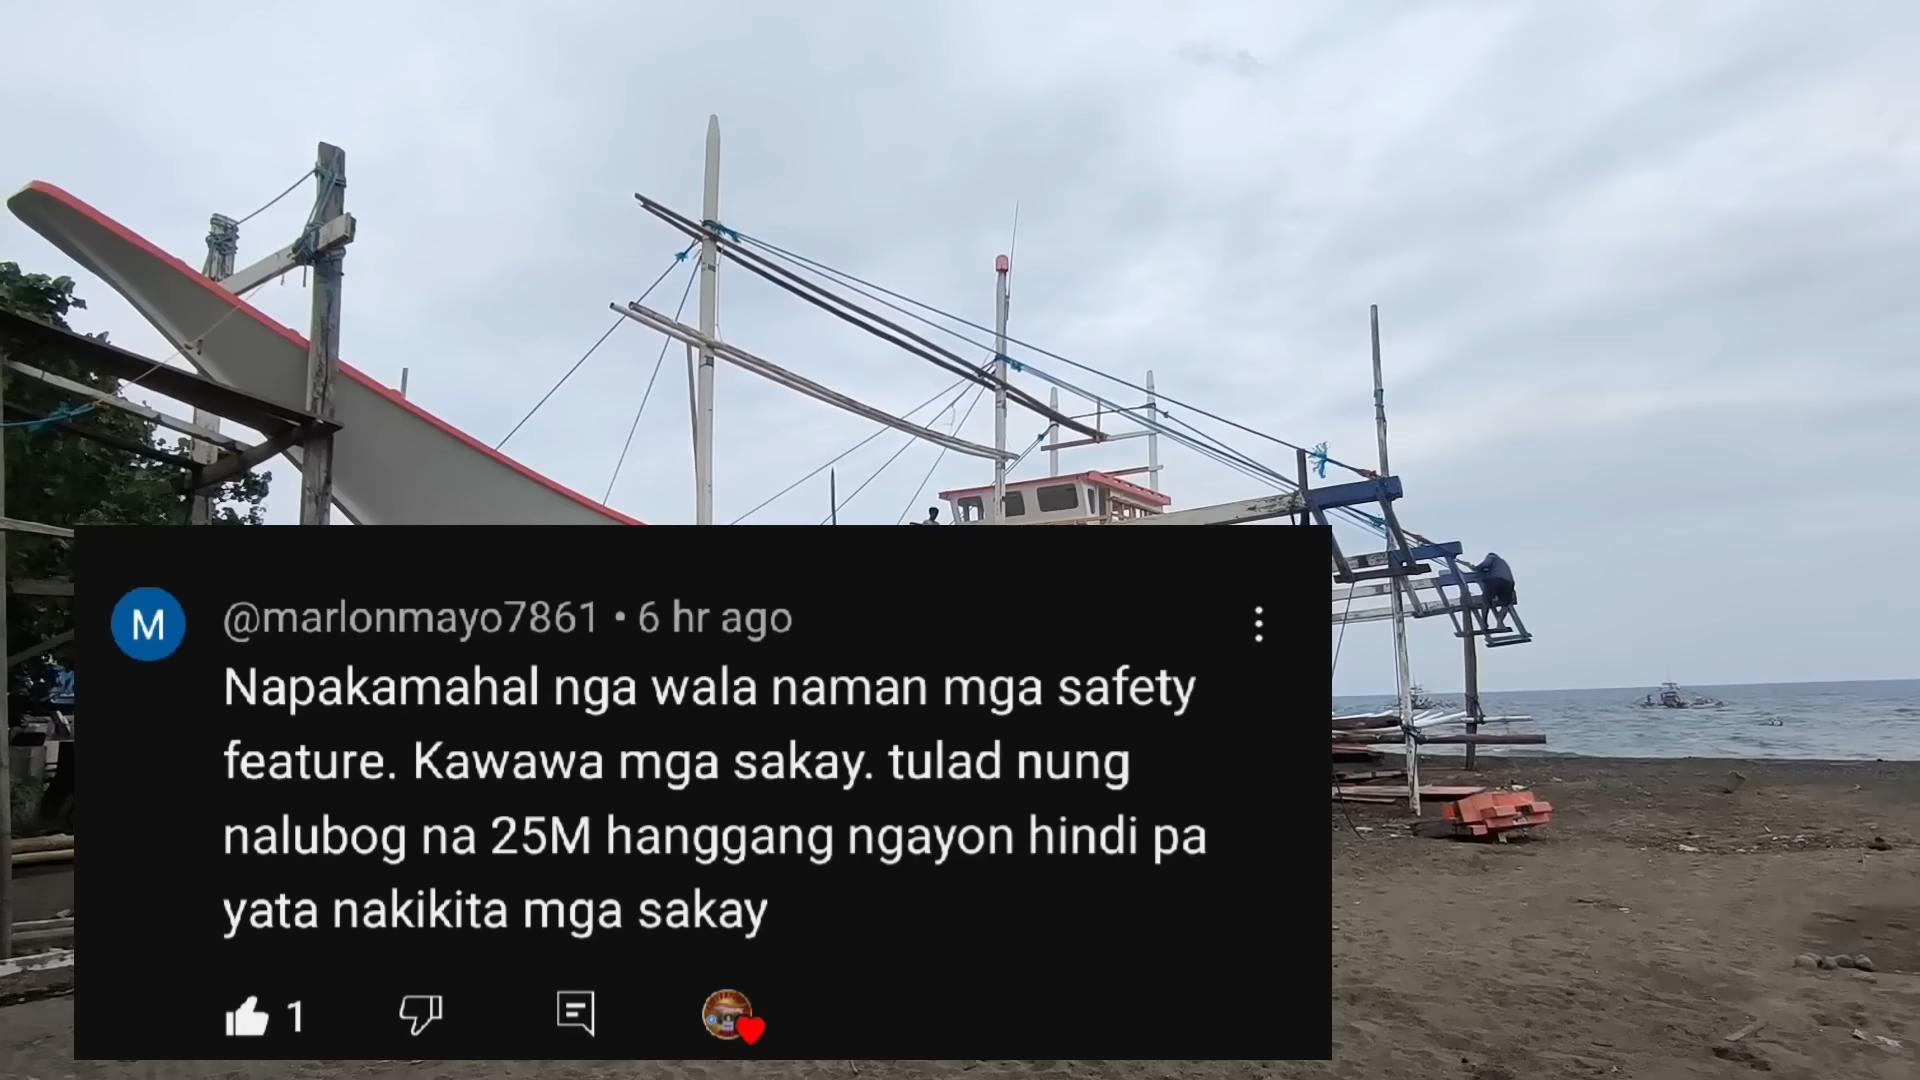 M
@marlonmayo7861 • 6 hr ago
Napakamahal nga wala naman mga safety
feature. Kawawa mga sakay. tulad nung
nalubog na 25M hanggang ngayon hindi pa
yata nakikita mga sakay
1